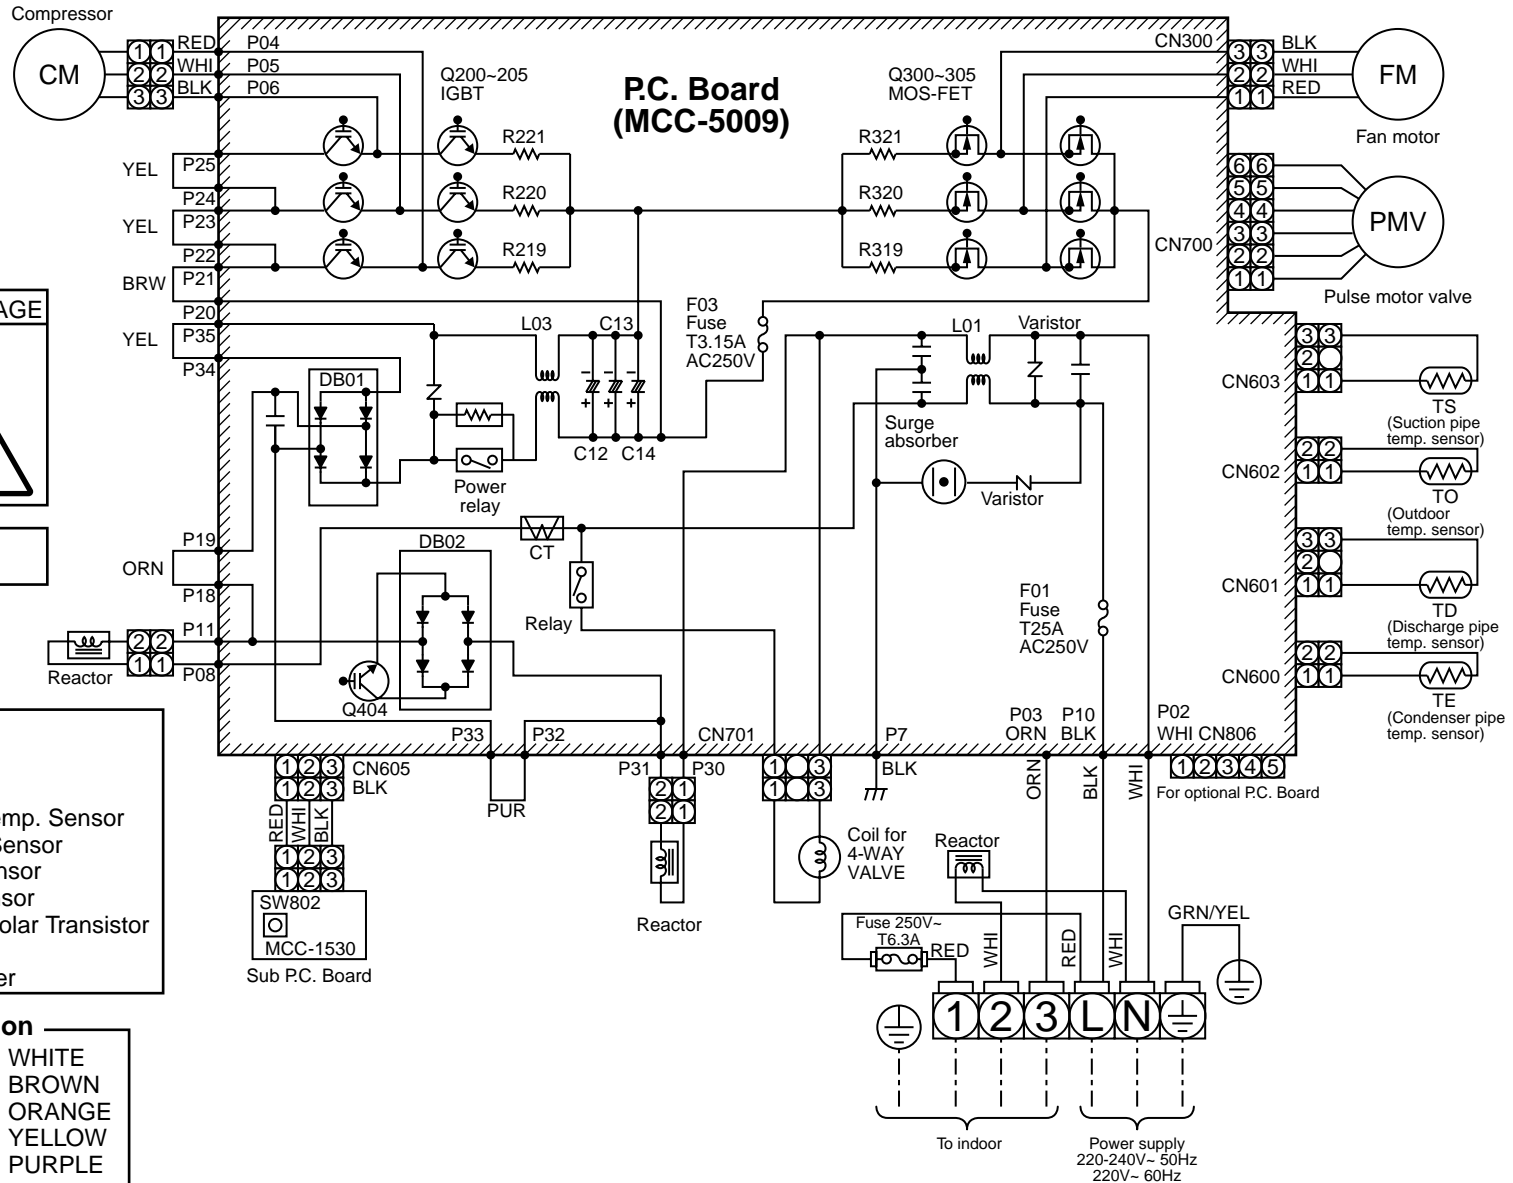 Compressor
CM
1 1 RED P04
2 2 WHI P05
3 3 BLK P06
Q200~205
IGBT
P.C. Board
(MCC-5009)
Q300~305
MOS-FET
CN300
3 3 BLK
2 2 WHI
1 1 RED
FM
Fan motor
R221
R220
R219
R321
R320
R319
YEL
P25
P24
YEL
P23
P22
BRW
P21
P20
YEL
P35
P34
6 6
5 5
4 4
3 3
2 2
1 1
CN700
PMV
Pulse motor valve
AGE
DB01
L03
C13
C12 C14
- - -
+ + +
F03
Fuse
T3.15A
AC250V
L01
Varistor
Surge
absorber
Varistor
Power
relay
CN603
3 3
2
1 1
TS
(Suction pipe
temp. sensor)
CN602
2 2
1 1
TO
(Outdoor
temp. sensor)
CN601
3 3
2
1 1
TD
(Discharge pipe
temp. sensor)
CN600
2 2
1 1
TE
(Condenser pipe
temp. sensor)
P19
ORN
P18
P11
P08
2 2
1 1
Reactor
DB02
Q404
CT
Relay
F01
Fuse
T25A
AC250V
P33
P32
PUR
P31
P30
CN701
P7
BLK
P03
ORN
P10
BLK
P02
WHI CN806
1 2 3 4 5
For optional P.C. Board
1 2 3
1 2 3
CN605
BLK
RED
WHI
BLK
1 2 3
1 2 3
SW802
MCC-1530
Sub P.C. Board
2 1
2 1
Reactor
1 3
1 3
Coil for
4-WAY
VALVE
ORN
BLK
WHI
Reactor
Fuse 250V~
T6.3A
RED
WHI
RED
WHI
GRN/YEL
1 2 3 L N
To indoor
Power supply
220-240V~ 50Hz
220V~ 60Hz
emp. Sensor
Sensor
nsor
sor
olar Transistor
er
on
WHITE
BROWN
ORANGE
YELLOW
PURPLE